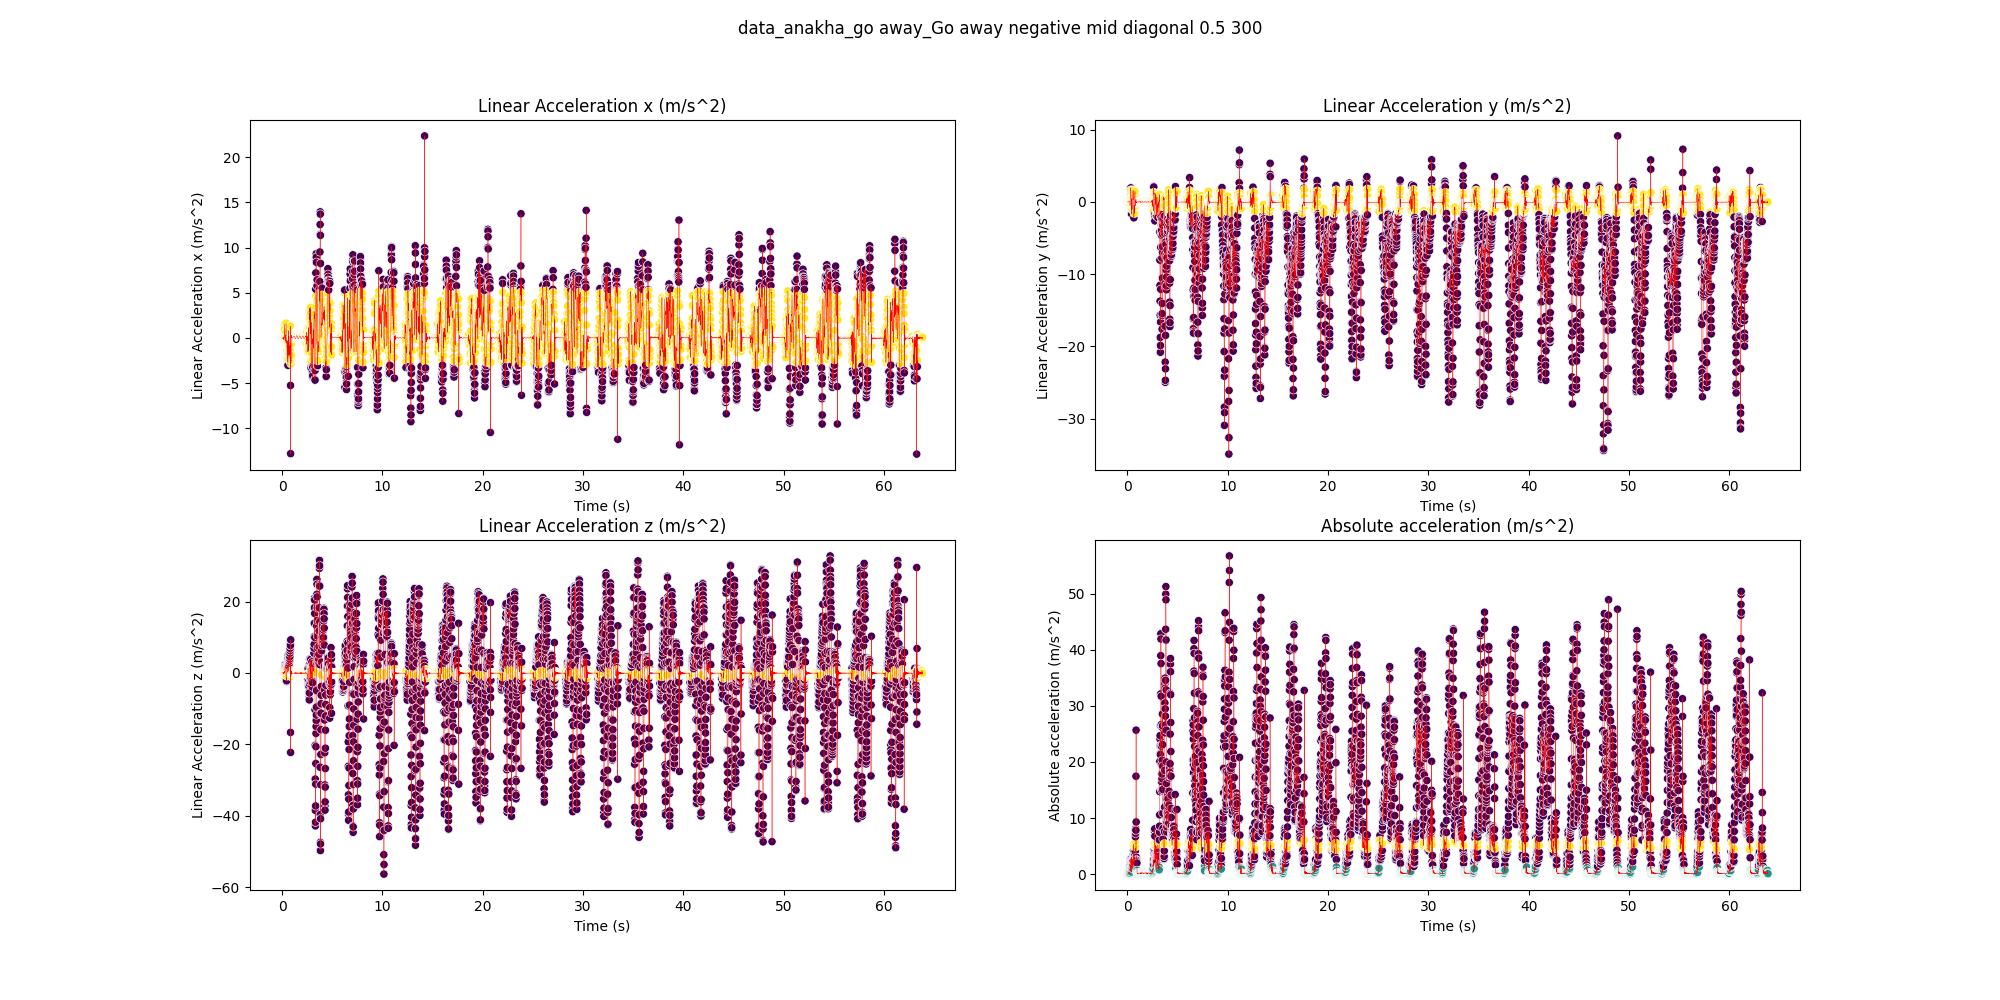 data_anakha_go away_Go away negative mid diagonal 0.5 300
Linear Acceleration x (m/s^2)
Linear Acceleration x (m/s^2)
20
15
10
5
0
−5
−10
0 10 20 30 40 50 60
Time (s)
Linear Acceleration y (m/s^2)
Linear Acceleration y (m/s^2)
10
0
−10
−20
−30
0 10 20 30 40 50 60
Time (s)
Linear Acceleration z (m/s^2)
Linear Acceleration z (m/s^2)
20
0
−20
−40
−60
0 10 20 30 40 50 60
Time (s)
Absolute acceleration (m/s^2)
Absolute acceleration (m/s^2)
50
40
30
20
10
0
0 10 20 30 40 50 60
Time (s)